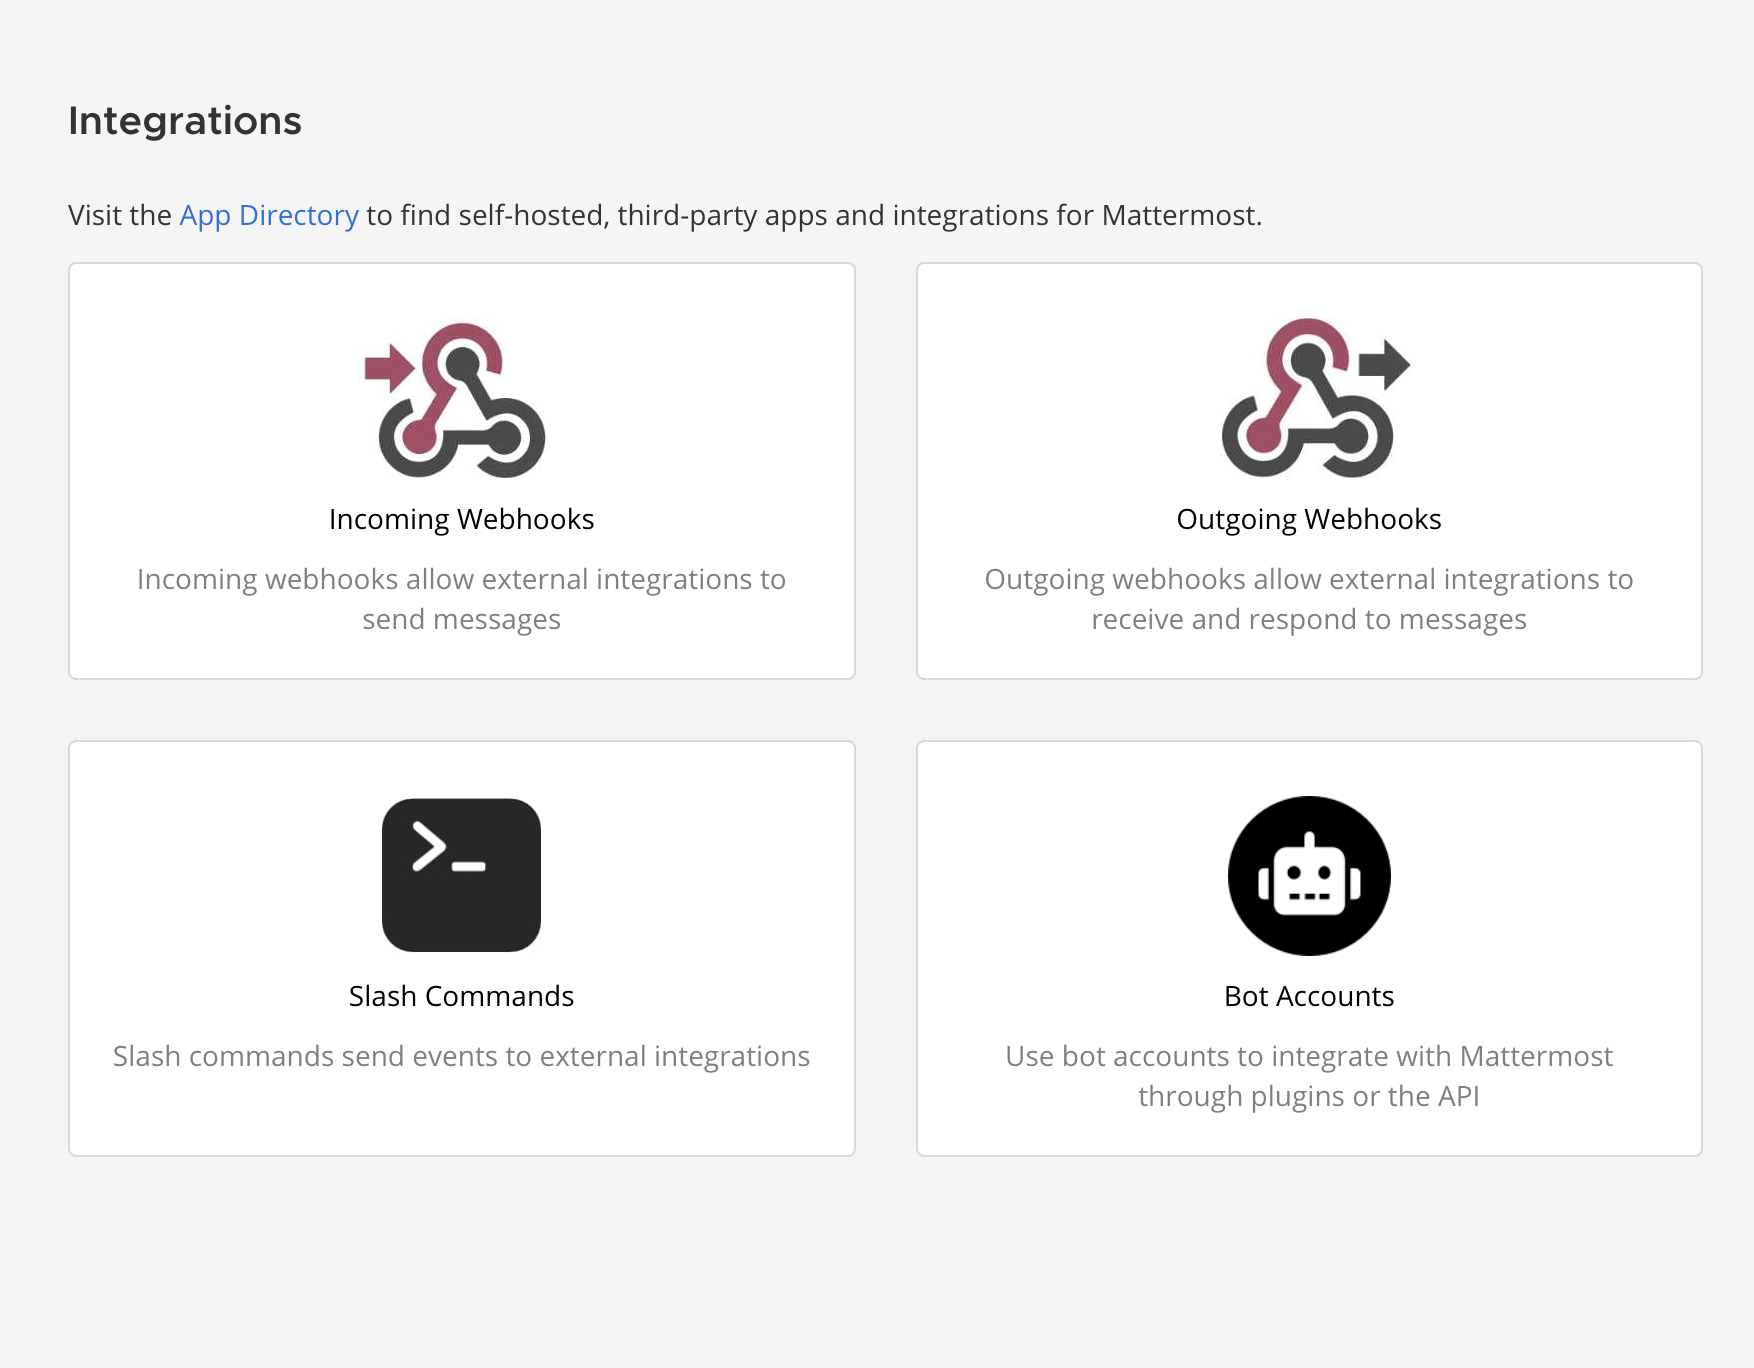 Integrations
Visit the App Directory to find self-hosted, third-party apps and integrations for Mattermost.
Incoming Webhooks
Incoming webhooks allow external integrations to
send messages
Outgoing Webhooks
Outgoing webhooks allow external integrations to
receive and respond to messages
Slash Commands
Slash commands send events to external integrations
Bot Accounts
Use bot accounts to integrate with Mattermost
through plugins or the API